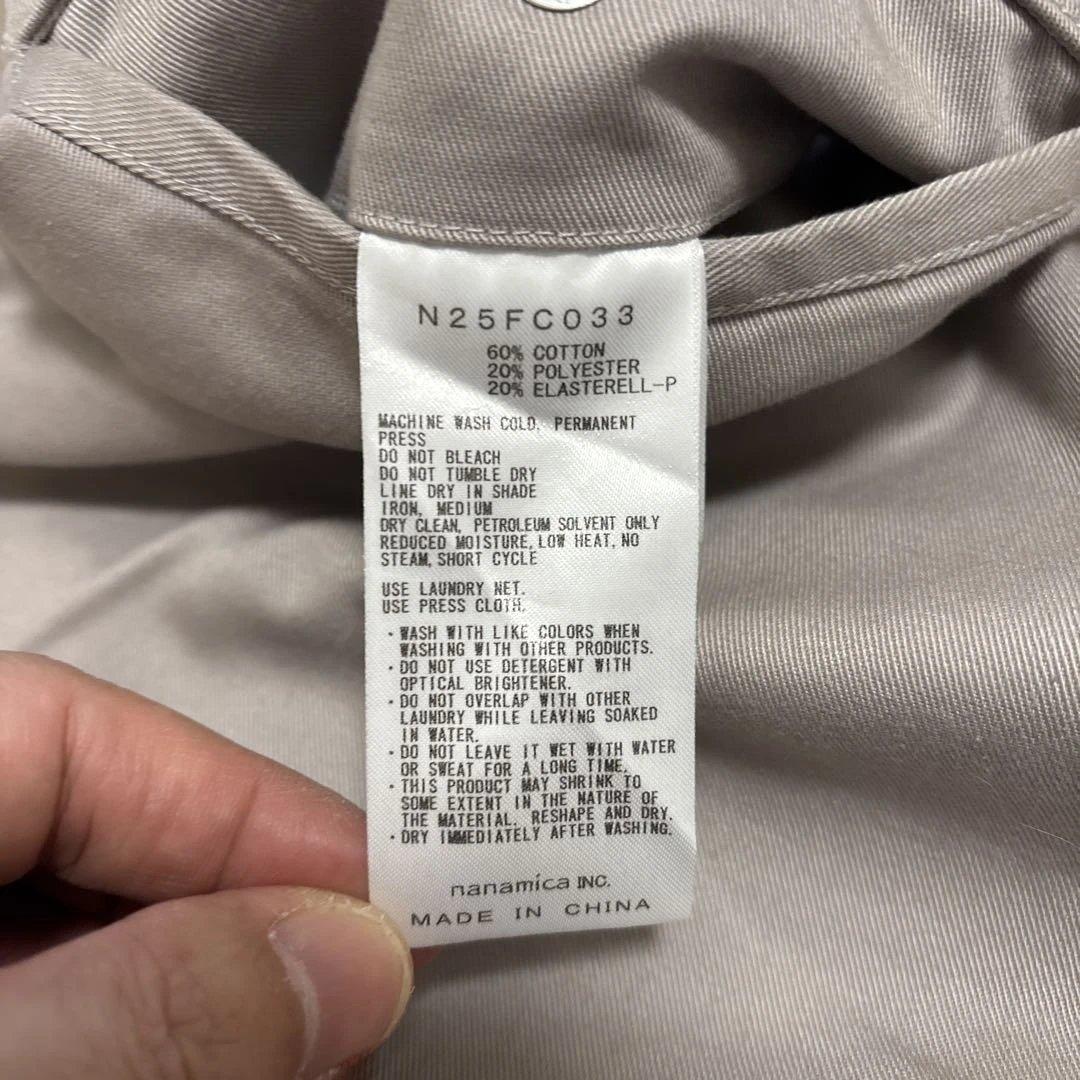 N25FC033
60% COTTON
20% POLYESTER
20% ELASTERELL-P
MACHINE WASH COLD, PERMANENT
PRESS
DO NOT BLEACH
DO NOT TUMBLE DRY
LINE DRY IN SHADE
IRON, MEDIUM
DRY CLEAN, PETROLEUM SOLVENT ONLY
REDUCED MOISTURE, LOW HEAT, NO
STEAM, SHORT CYCLE
USE LAUNDRY NET.
USE PRESS CLOTH.
・WASH WITH LIKE COLORS WHEN
WASHING WITH OTHER PRODUCTS.
・DO NOT USE DETERGENT WITH
OPTICAL BRIGHTENER.
・DO NOT OVERLAP WITH OTHER
LAUNDRY WHILE LEAVING SOAKED
IN WATER.
・DO NOT LEAVE IT WET WITH WATER
OR SWEAT FOR A LONG TIME.
・THIS PRODUCT MAY SHRINK TO
SOME EXTENT IN THE NATURE OF
THE MATERIAL. RESHAPE AND DRY.
・DRY IMMEDIATELY AFTER WASHING.
nanamica INC.
MADE IN CHINA